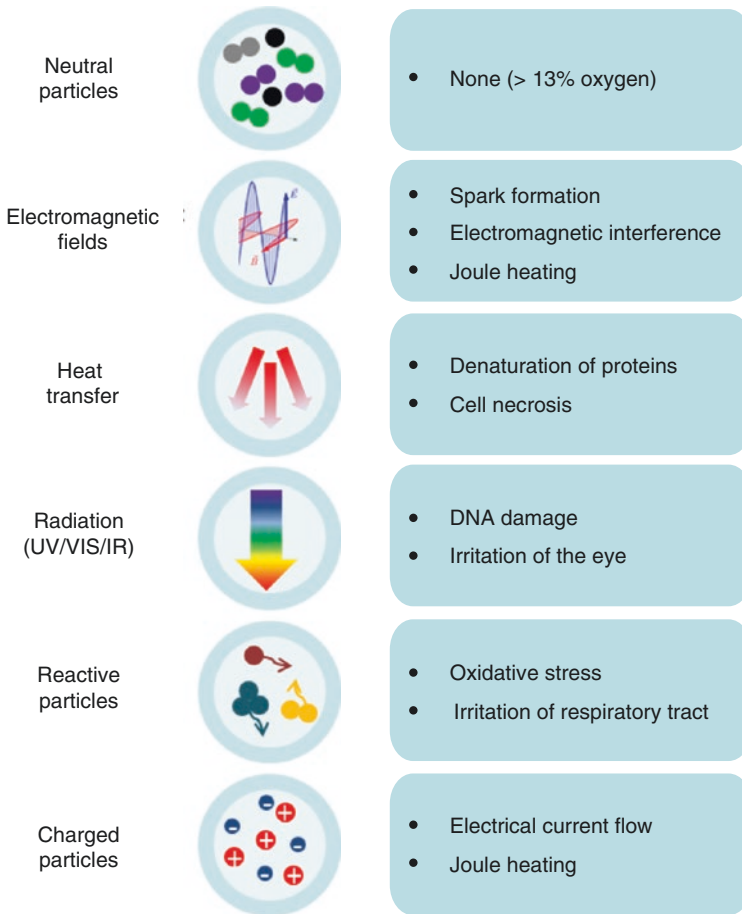 Neutral
particles
• None (> 13% oxygen)
Electromagnetic
fields
:
E
B
• Spark formation
• Electromagnetic interference
• Joule heating
Heat
transfer
• Denaturation of proteins
• Cell necrosis
Radiation
(UV/VIS/IR)
• DNA damage
• Irritation of the eye
Reactive
particles
• Oxidative stress
• Irritation of respiratory tract
Charged
particles
- + - + - + - +
• Electrical current flow
• Joule heating